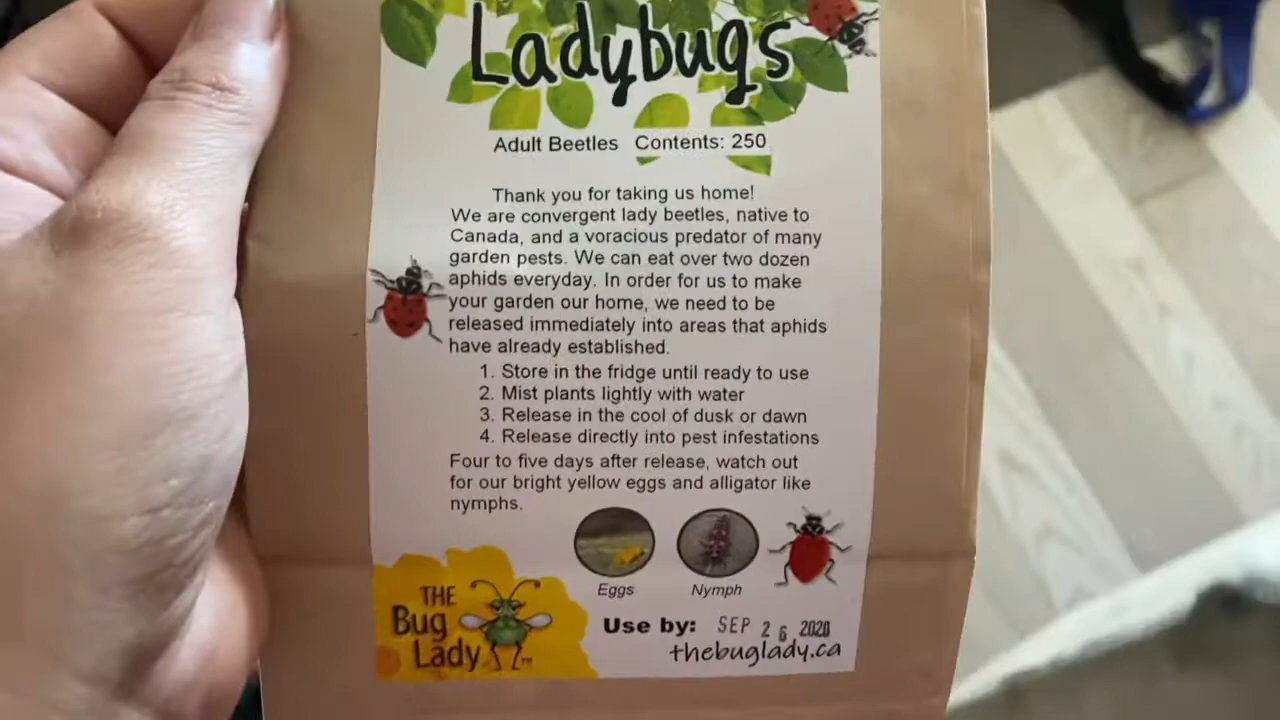 Ladybugs
Adult Beetles Contents: 250
Thank you for taking us home!
We are convergent lady beetles, native to
Canada, and a voracious predator of many
garden pests. We can eat over two dozen
aphids everyday. In order for us to make
your garden our home, we need to be
released immediately into areas that aphids
have already established.
1. Store in the fridge until ready to use
2. Mist plants lightly with water
3. Release in the cool of dusk or dawn
4. Release directly into pest infestations
Four to five days after release, watch out
for our bright yellow eggs and alligator like
nymphs.
Eggs Nymph
THE
Bug
Lady™
Use by: SEP 26 2020
thebuglady.ca